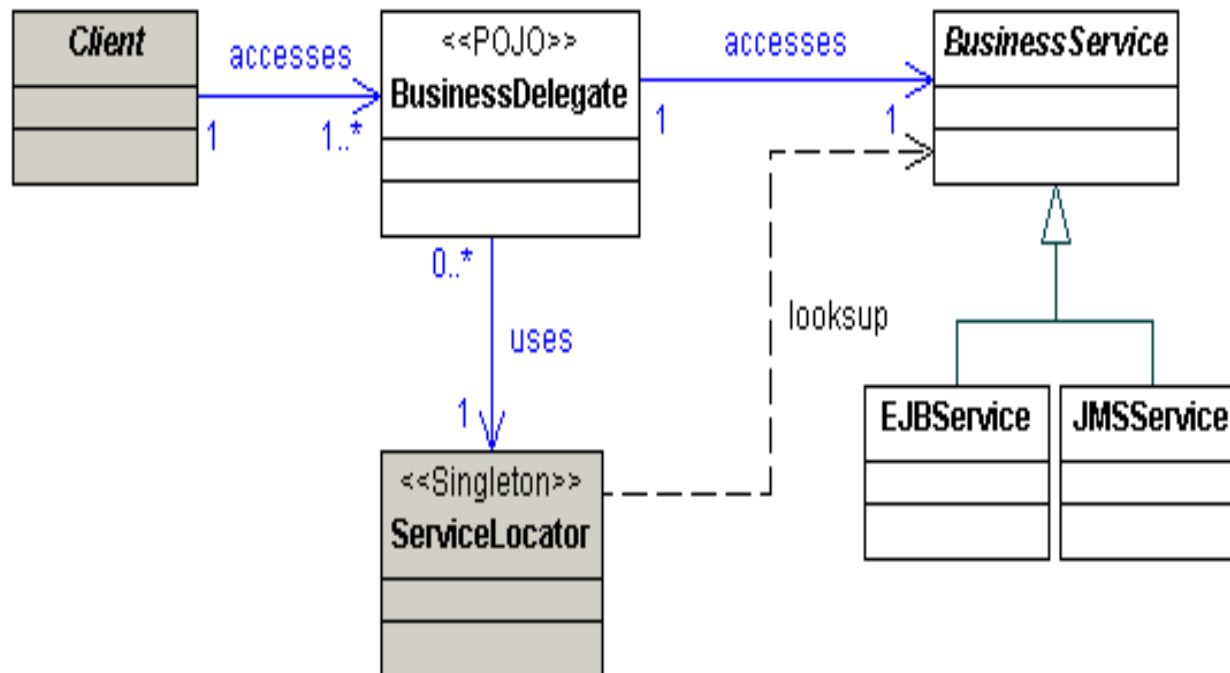 Client
accesses
1
1..*
<<POJO>>
BusinessDelegate
accesses
1
1
BusinessService
0..*
uses
1
looksup
<<Singleton>>
ServiceLocator
EJBService
JMSService